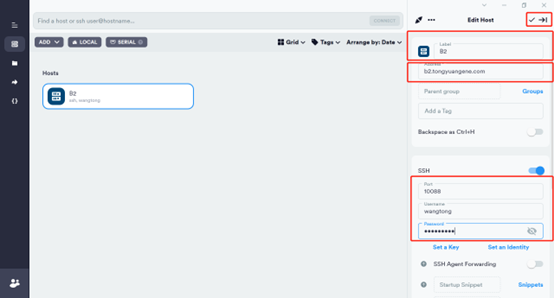 Find a host or ssh user@hostname...
CONNECT
ADD
LOCAL
SERIAL
Grid
Tags
Arrange by: Date
Hosts
B2
ssh, wangtong
Edit Host
Label
B2
Address
b2.tongyuangene.com
Parent group
Groups
Add a Tag
Backspace as Ctrl+H
SSH
Port
10088
Username
wangtong
Password
•••••••••
Set a Key
Set an Identity
SSH Agent Forwarding
Startup Snippet
Snippets